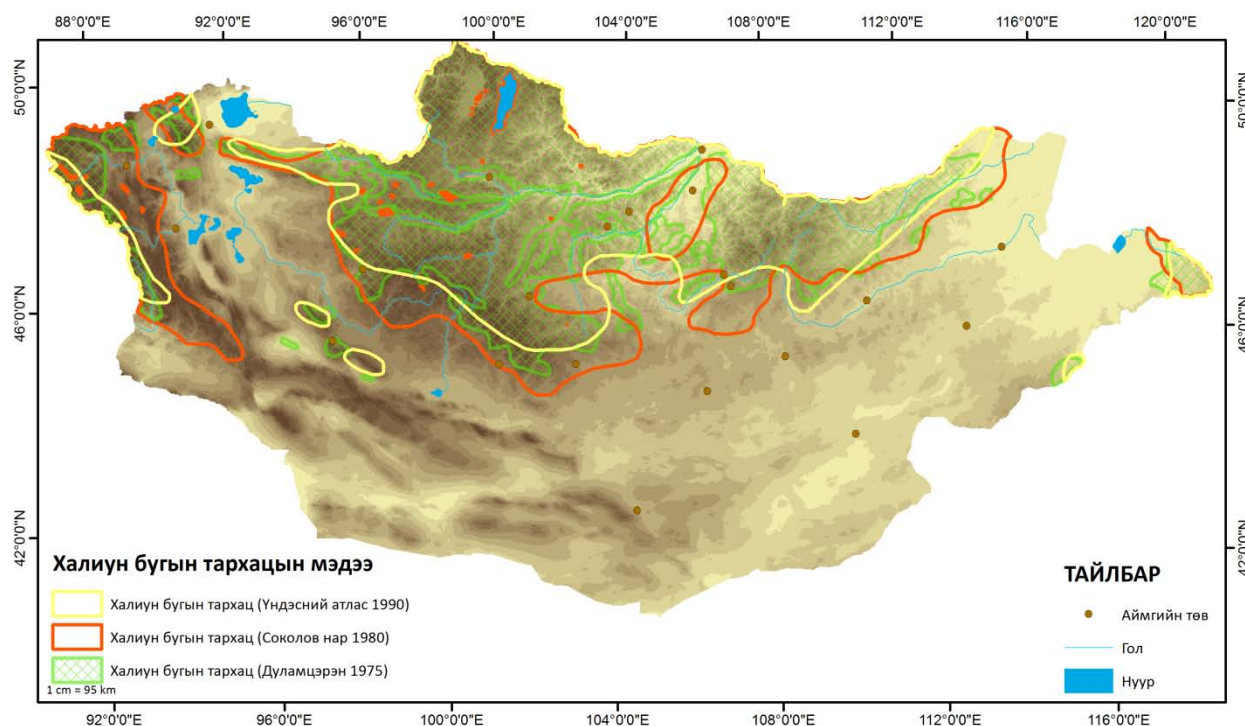 88°0'0"E 92°0'0"E 96°0'0"E 100°0'0"E 104°0'0"E 108°0'0"E 112°0'0"E 116°0'0"E 120°0'0"E
50°0'0"N
50°0'0"N
46°0'0"N
46°0'0"N
42°0'0"N
42°0'0"N
Халиун бугын тархацын мэдээ
Халиун бугын тархац (Үндэсний атлас 1990)
Халиун бугын тархац (Соколов нар 1980)
Халиун бугын тархац (Дуламцэрэн 1975)
1 cm = 95 km
ТАЙЛБАР
Аймгийн төв
Гол
Нуур
92°0'0"E 96°0'0"E 100°0'0"E 104°0'0"E 108°0'0"E 112°0'0"E 116°0'0"E